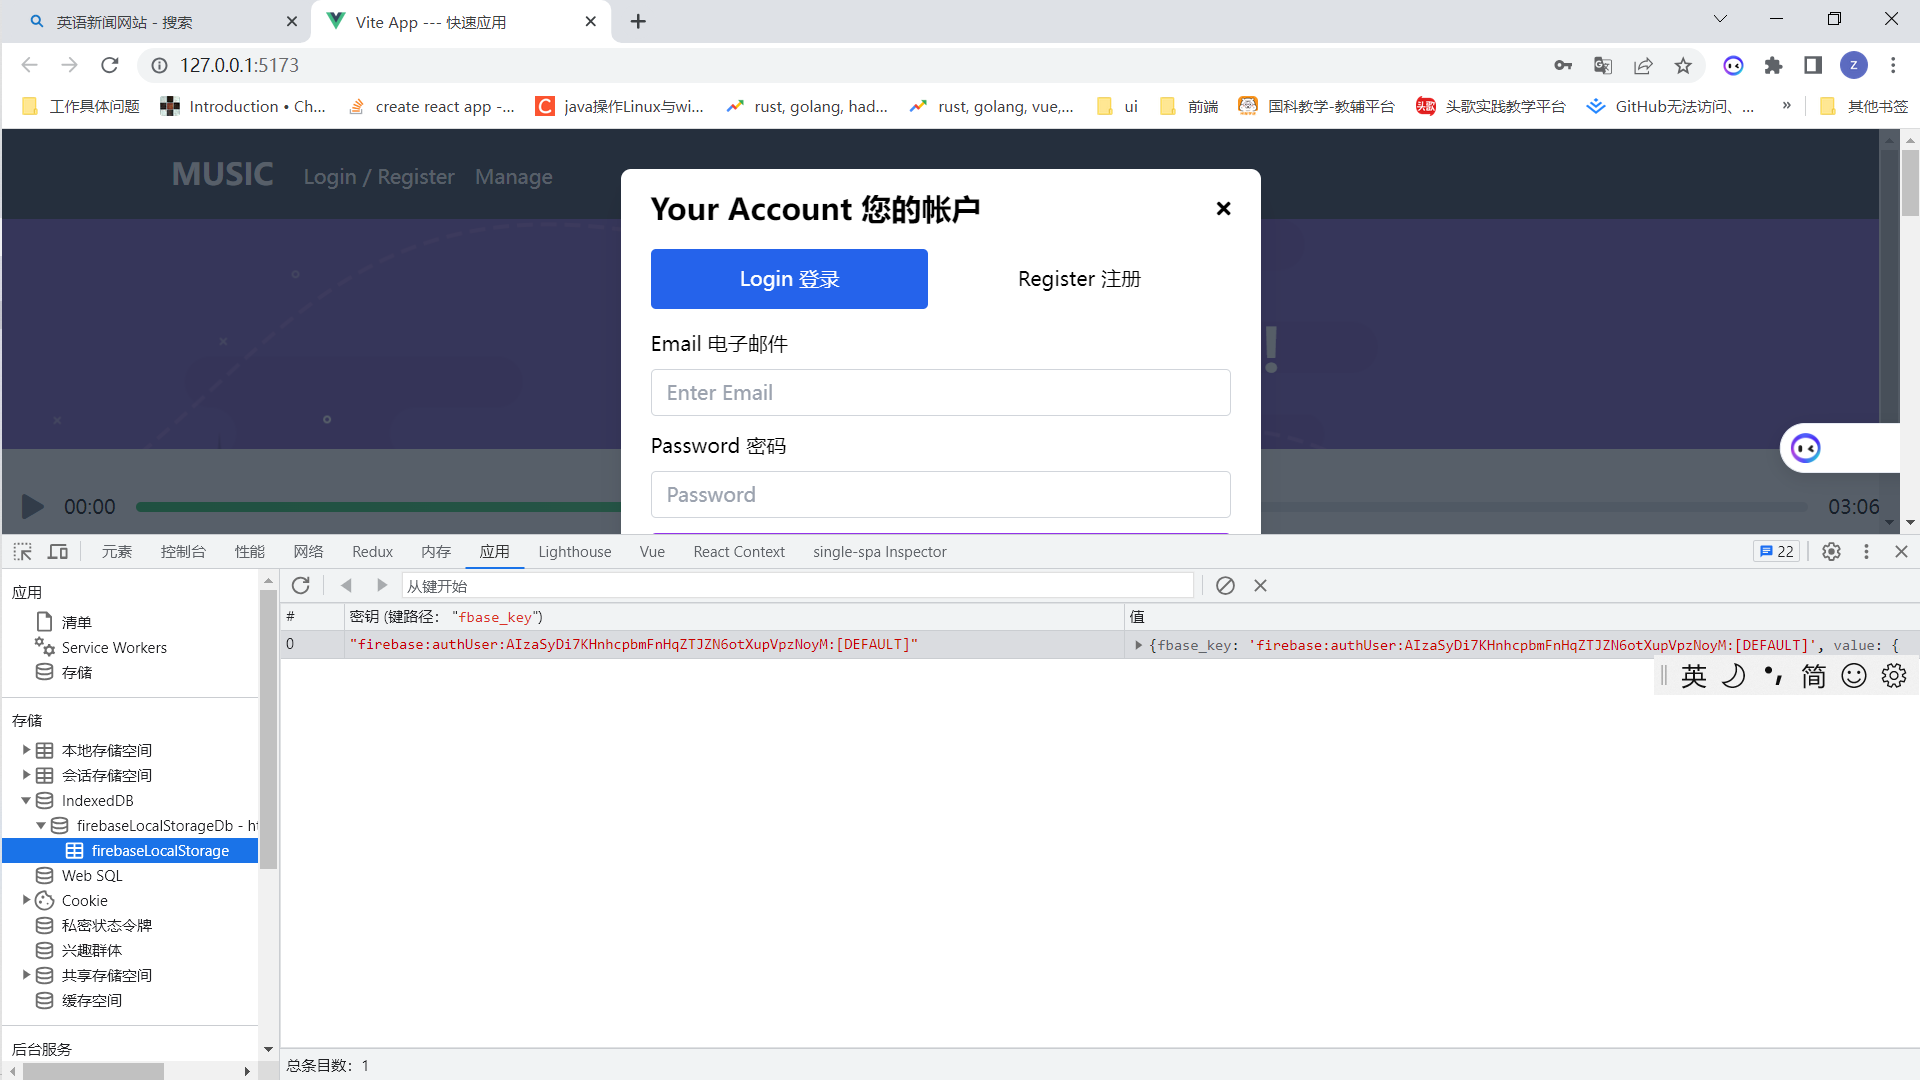 英语新闻网站 - 搜索
Vite App --- 快速应用
127.0.0.1:5173
Z
工作具体问题
Introduction • Ch...
create react app -...
C java操作Linux与wi...
rust, golang, had...
rust, golang, vue,...
ui
前端
国科教学-教辅平台
头歌 头歌实践教学平台
GitHub无法访问、...
»
其他书签
MUSIC
Login / Register
Manage
Your Account 您的帐户
Login 登录
Register 注册
Email 电子邮件
Enter Email
Password 密码
Password
!
00:00
03:06
元素
控制台
性能
网络
Redux
内存
应用
Lighthouse
Vue
React Context
single-spa Inspector
22
应用
清单
Service Workers
存储
存储
本地存储空间
会话存储空间
IndexedDB
firebaseLocalStorageDb - ht
firebaseLocalStorage
Web SQL
Cookie
私密状态令牌
兴趣群体
共享存储空间
缓存空间
后台服务
从键开始
#
密钥 (键路径： "fbase_key")
值
0
"firebase:authUser:AIzaSyDi7KHnhcpbmFnHqZTJZN6otXupVpzNoyM:[DEFAULT]"
{fbase_key: 'firebase:authUser:AIzaSyDi7KHnhcpbmFnHqZTJZN6otXupVpzNoyM:[DEFAULT]', value: {
英
简
总条目数：1